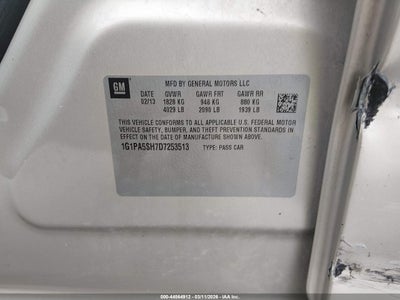 GM
MFD BY GENERAL MOTORS LLC
DATE GVWR GAWR FRT GAWR RR
02/13 1828 KG 948 KG 880 KG
4029 LB 2090 LB 1939 LB
THIS VEHICLE CONFORMS TO ALL APPLICABLE U.S. FEDERAL MOTOR
VEHICLE SAFETY, BUMPER, AND THEFT PREVENTION STANDARDS IN
EFFECT ON THE DATE OF MANUFACTURE SHOWN ABOVE.
1G1PA5SH7D7253513 TYPE: PASS CAR
000-44564912 - 03/11/2026 - IAA Inc.